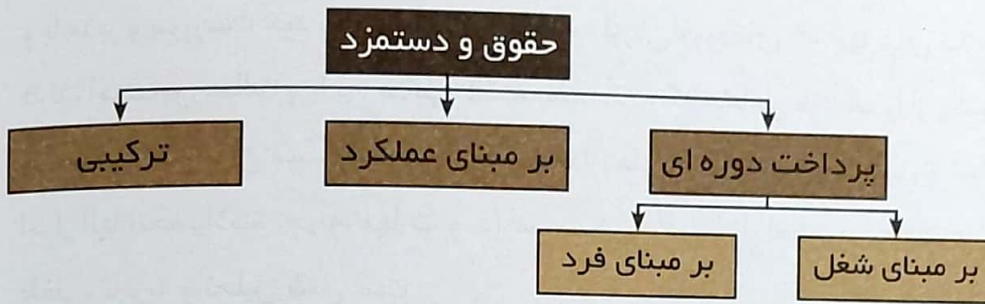 حقوق و دستمزد
پرداخت دوره ای
بر مبنای عملکرد
ترکیبی
بر مبنای شغل
بر مبنای فرد